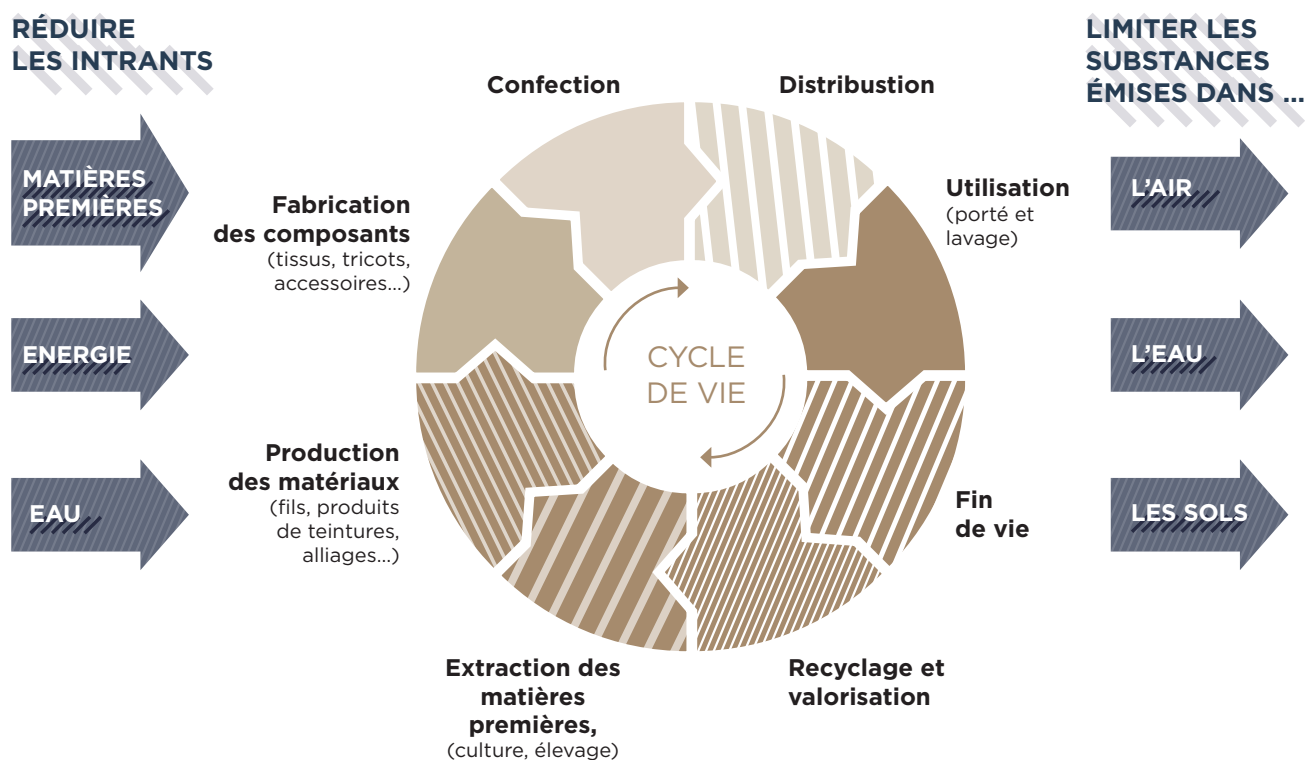 RÉDUIRE
LES INTRANTS
MATIÈRES
PREMIÈRES
ENERGIE
EAU
Confection
Distribustion
Fabrication
des composants
(tissus, tricots,
accessoires...)
Utilisation
(porté et
lavage)
CYCLE
DE VIE
Production
des matériaux
(fils, produits
de teintures,
alliages...)
Fin
de vie
Extraction des
matières
premières,
(culture, élevage)
Recyclage et
valorisation
LIMITER LES
SUBSTANCES
ÉMISES DANS ...
L'AIR
L'EAU
LES SOLS